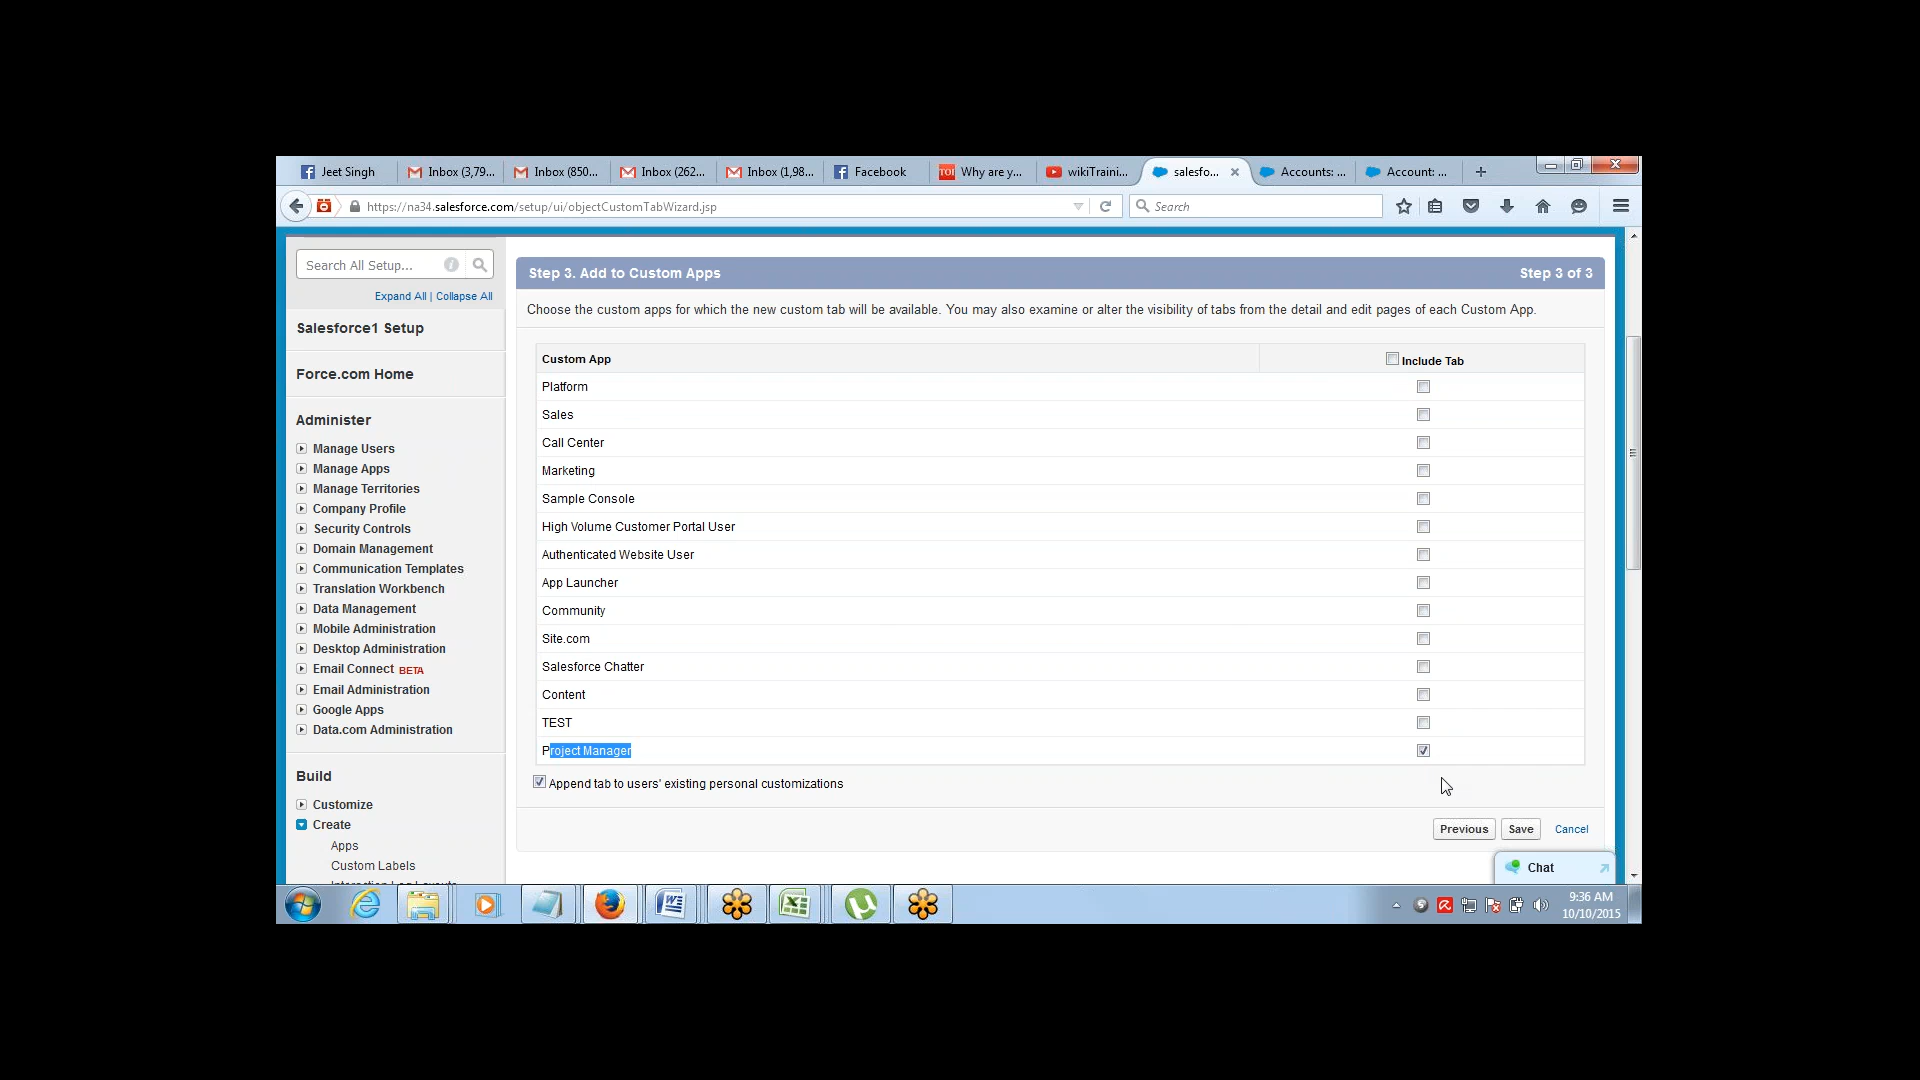 Jeet Singh
Inbox (3,79...
Inbox (850...
Inbox (262...
Inbox (1,98...
Facebook
TOI Why are y...
wikiTraini...
salesfo...
Accounts: ...
Account: ...
https://na34.salesforce.com/setup/ui/objectCustomTabWizard.jsp
Search
Search All Setup...
Expand All | Collapse All
Salesforce1 Setup
Force.com Home
Administer
Manage Users
Manage Apps
Manage Territories
Company Profile
Security Controls
Domain Management
Communication Templates
Translation Workbench
Data Management
Mobile Administration
Desktop Administration
Email Connect BETA
Email Administration
Google Apps
Data.com Administration
Build
Customize
Create
Apps
Custom Labels
Step 3. Add to Custom Apps
Step 3 of 3
Choose the custom apps for which the new custom tab will be available. You may also examine or alter the visibility of tabs from the detail and edit pages of each Custom App.
Custom App
Include Tab
Platform
Sales
Call Center
Marketing
Sample Console
High Volume Customer Portal User
Authenticated Website User
App Launcher
Community
Site.com
Salesforce Chatter
Content
TEST
Project Manager
Append tab to users' existing personal customizations
Previous
Save
Cancel
Chat
9:36 AM
10/10/2015